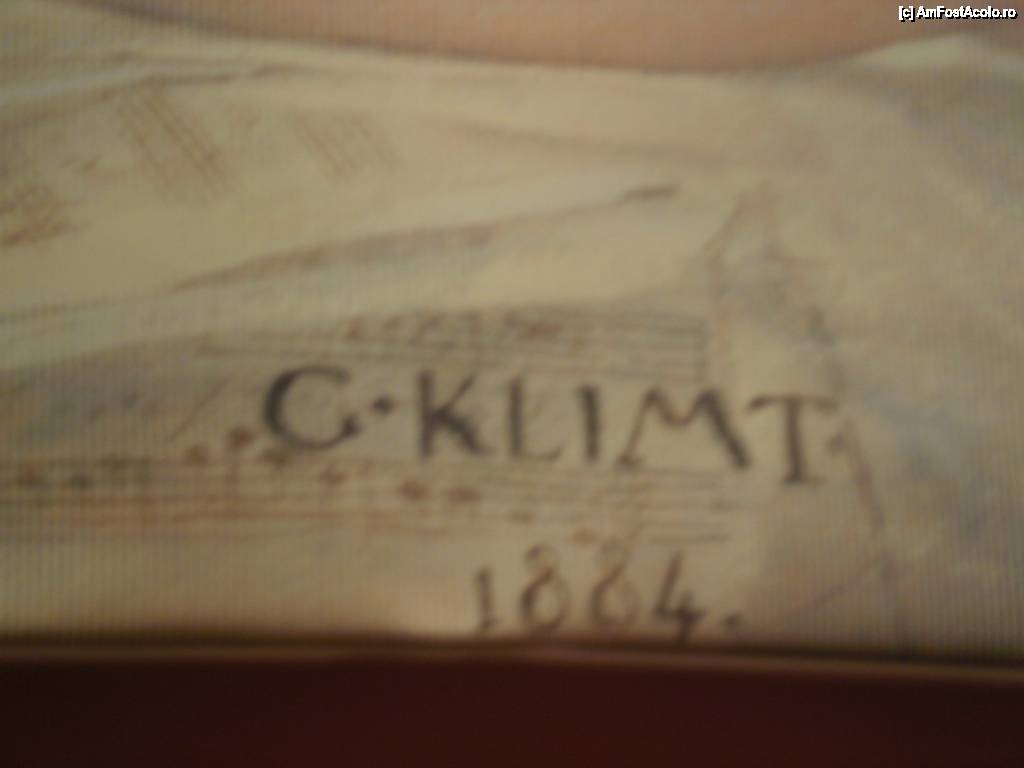 [c] AmFostAcolo.ro
G·KLIMT·
1884.